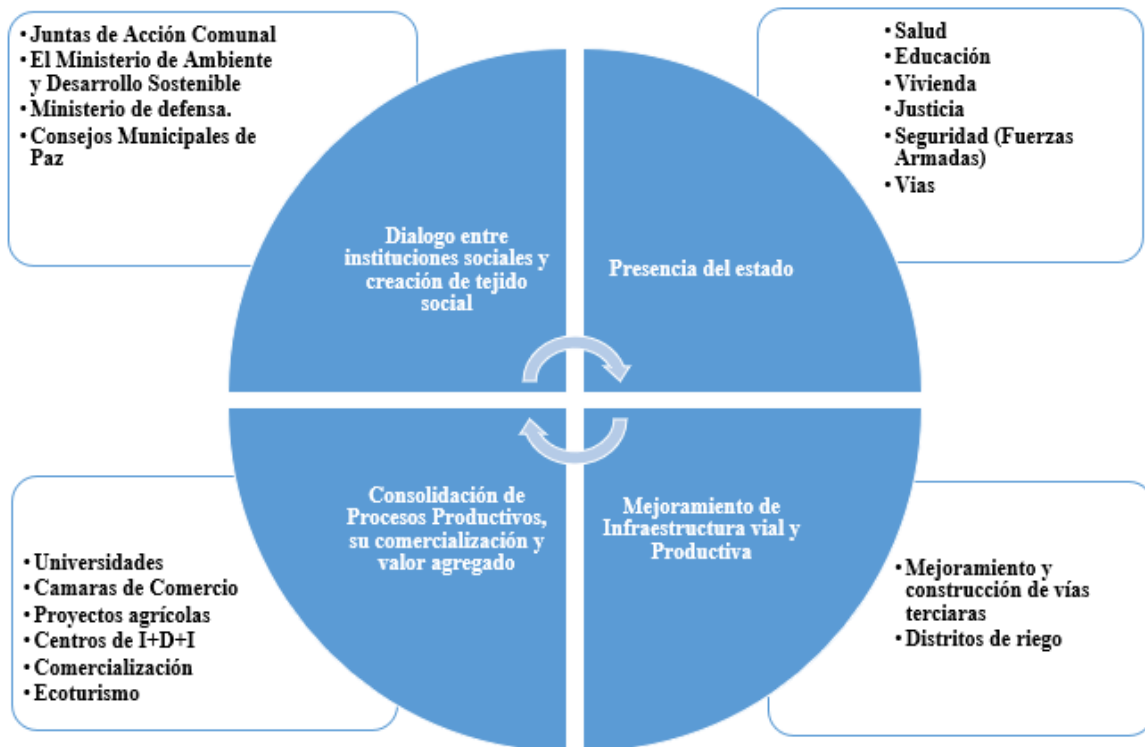 • Juntas de Acción Comunal
• El Ministerio de Ambiente
y Desarrollo Sostenible
• Ministerio de defensa.
• Consejos Municipales de
Paz
• Salud
• Educación
• Vivienda
• Justicia
• Seguridad (Fuerzas
Armadas)
• Vias
Dialogo entre
instituciones sociales y
creación de tejido
social
Presencia del estado
Consolidación de
Procesos Productivos,
su comercialización y
valor agregado
Mejoramiento de
Infraestructura vial y
Productiva
• Universidades
• Camaras de Comercio
• Proyectos agrícolas
• Centros de I+D+I
• Comercialización
• Ecoturismo
• Mejoramiento y
construcción de vías
terciaras
• Distritos de riego